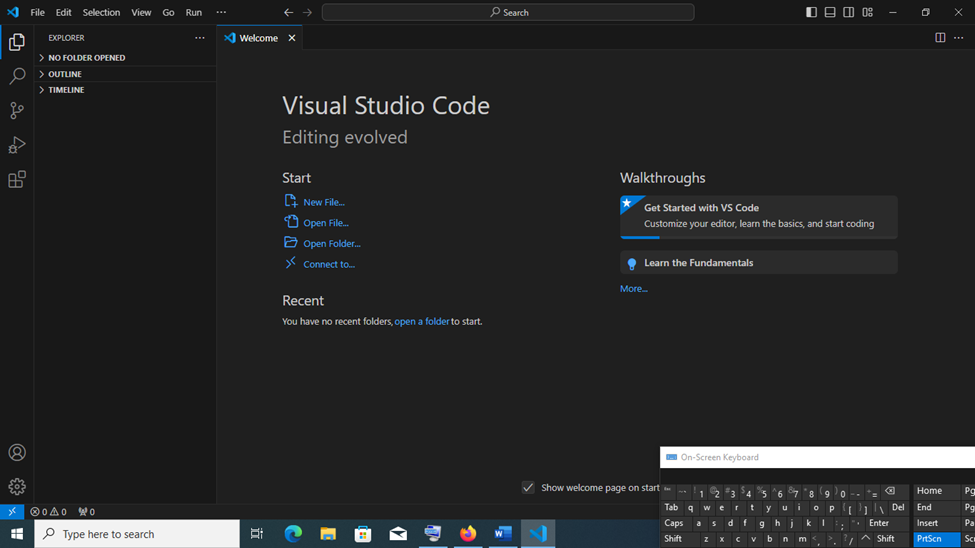 File Edit Selection View Go Run ···
Search
EXPLORER
NO FOLDER OPENED
OUTLINE
TIMELINE
Welcome
Visual Studio Code
Editing evolved
Start
New File...
Open File...
Open Folder...
Connect to...
Recent
You have no recent folders, open a folder to start.
Walkthroughs
Get Started with VS Code
Customize your editor, learn the basics, and start coding
Learn the Fundamentals
More...
Show welcome page on start
0 0 0
On-Screen Keyboard
Esc ~ ` ! 1 @ 2 # 3 $ 4 % 5 ^ 6 & 7 * 8 ( 9 ) 0 _ - + = Home Pg
Tab q w e r t y u i o p { [ } ] | \ Del End Pg
Caps a s d f g h j k l : ; " ' Enter Insert Pa
Shift z x c v b n m < , > . ? / Shift PrtScn Sc
Type here to search